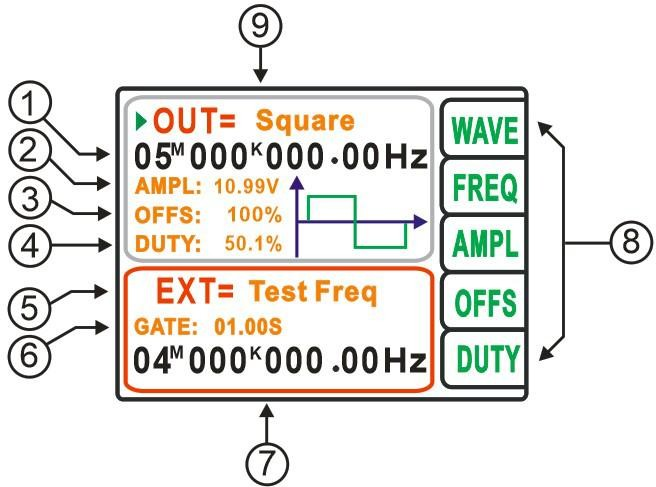 9
1
2
3
4
5
6
7
8
OUT= Square
05M000K000.00Hz
AMPL: 10.99V
OFFS: 100%
DUTY: 50.1%
EXT= Test Freq
GATE: 01.00S
04M000K000.00Hz
WAVE
FREQ
AMPL
OFFS
DUTY